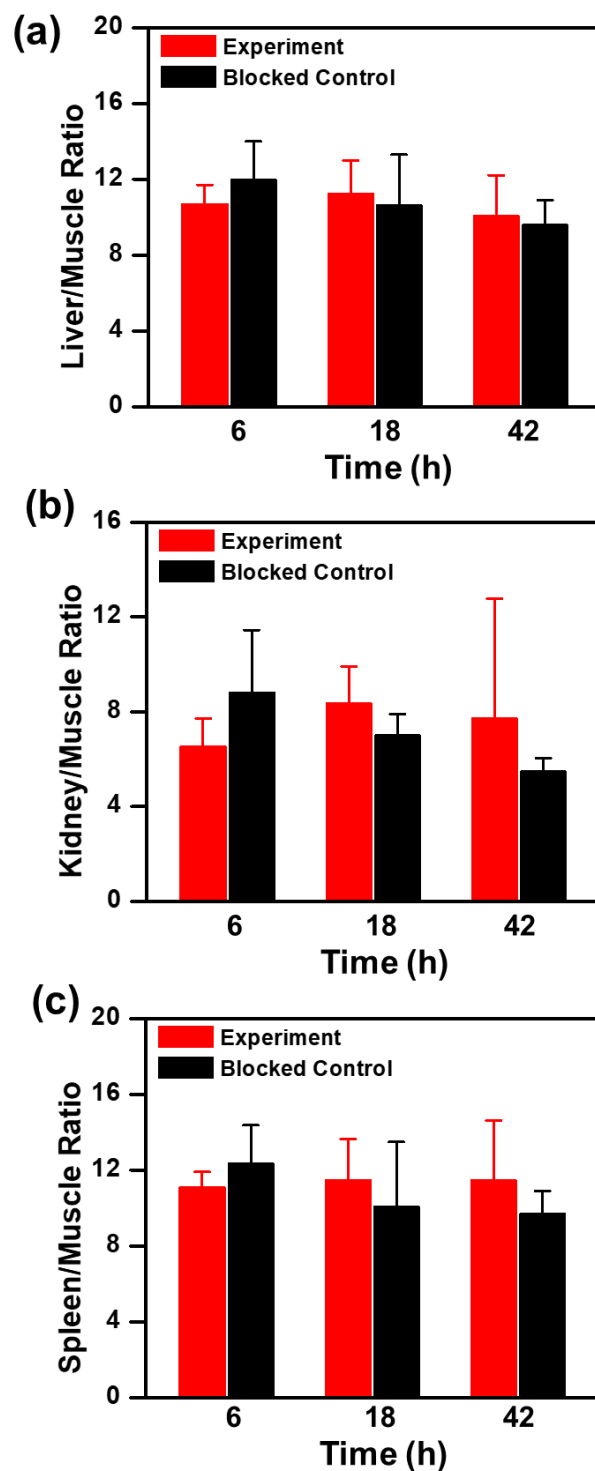 (a)
20
16
12
8
4
0
Liver/Muscle Ratio
Experiment
Blocked Control
6 18 42
Time (h)
(b)
16
12
8
4
0
Kidney/Muscle Ratio
Experiment
Blocked Control
6 18 42
Time (h)
(c)
20
16
12
8
4
0
Spleen/Muscle Ratio
Experiment
Blocked Control
6 18 42
Time (h)